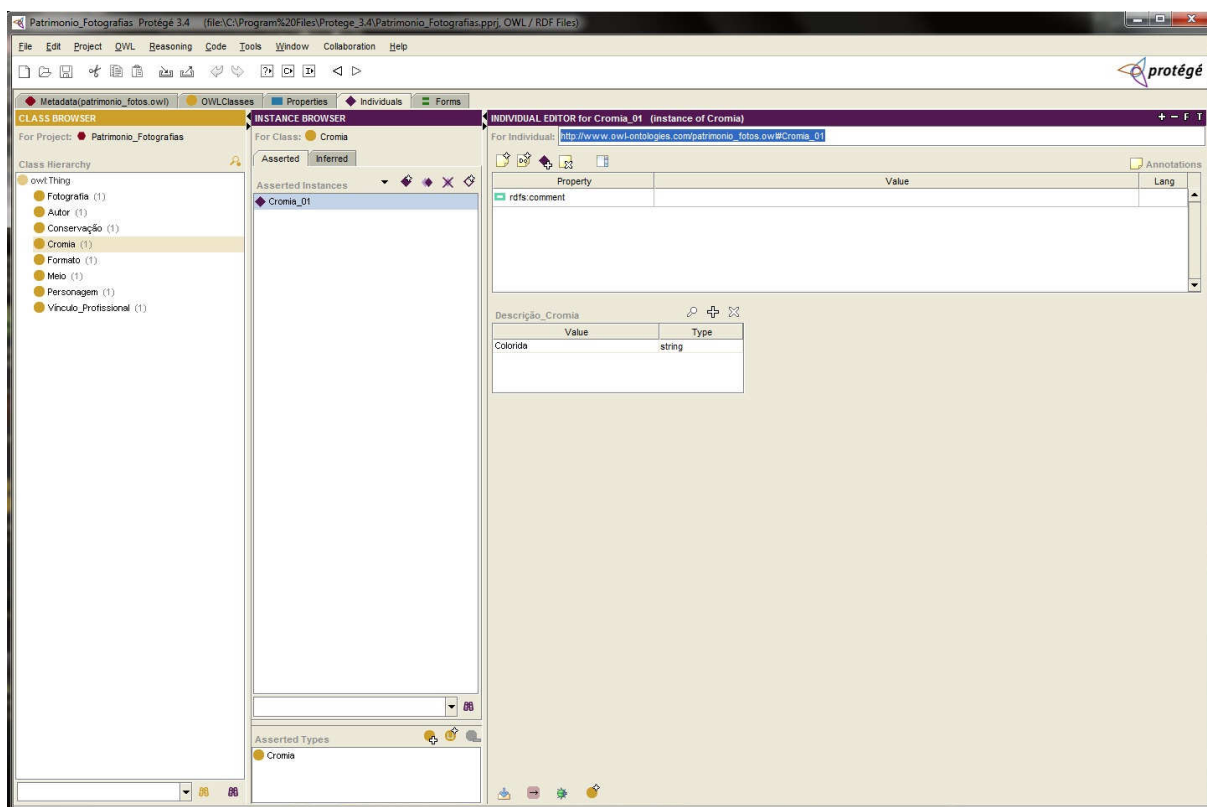 Patrimonio_Fotografias Protégé 3.4 (file:\C:\Program%20Files\Protege_3.4\Patrimonio_Fotografias.pprj, OWL / RDF Files)
File Edit Project OWL Reasoning Code Tools Window Collaboration Help
protégé
Metadata(patrimonio_fotos.owl) OWLClasses Properties Individuals Forms
CLASS BROWSER
For Project: Patrimonio_Fotografias
Class Hierarchy
owl:Thing
Fotografia (1)
Autor (1)
Conservação (1)
Cromia (1)
Formato (1)
Meio (1)
Personagem (1)
Vínculo_Profissional (1)
INSTANCE BROWSER
For Class: Cromia
Asserted Inferred
Asserted Instances
Cromia_01
Asserted Types
Cromia
INDIVIDUAL EDITOR for Cromia_01 (instance of Cromia)
+ - F T
For Individual: http://www.owl-ontologies.com/patrimonio_fotos.owl#Cromia_01
Annotations
Property Value Lang
rdfs:comment
Descrição_Cromia
Value Type
Colorida string